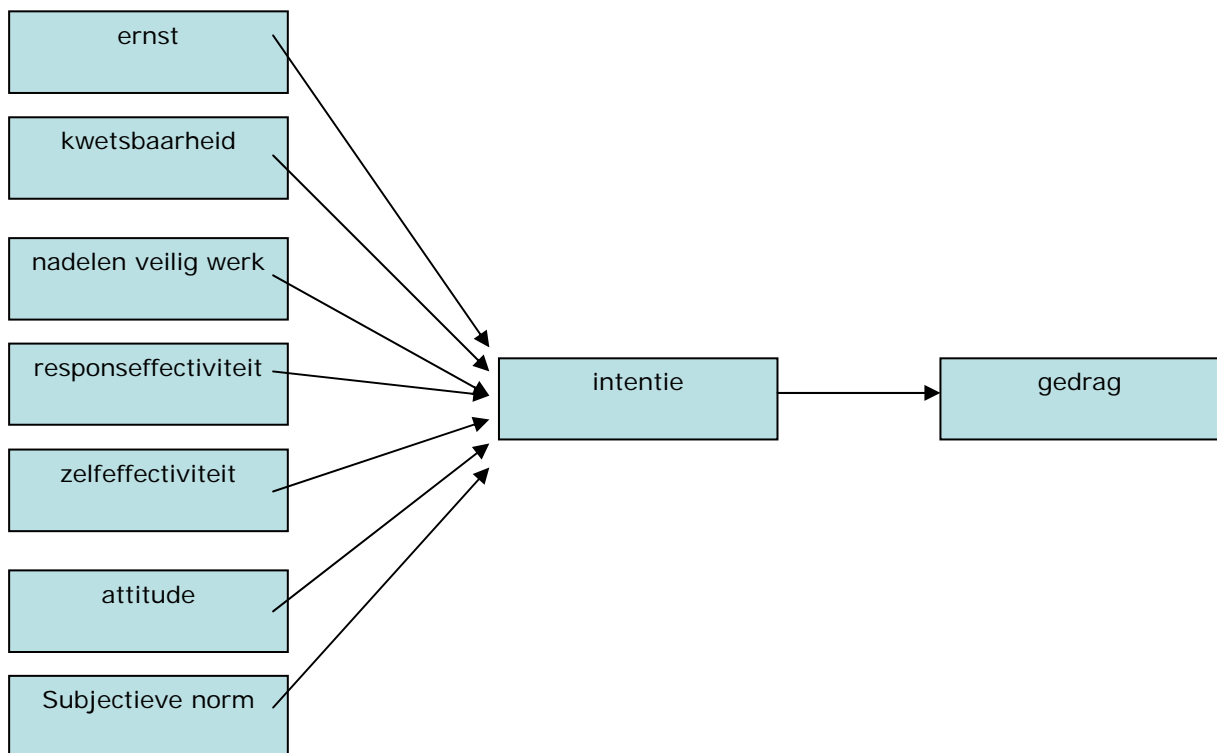 ernst
kwetsbaarheid
nadelen veilig werk
responseffectiviteit
zelfeffectiviteit
attitude
Subjectieve norm
intentie
gedrag